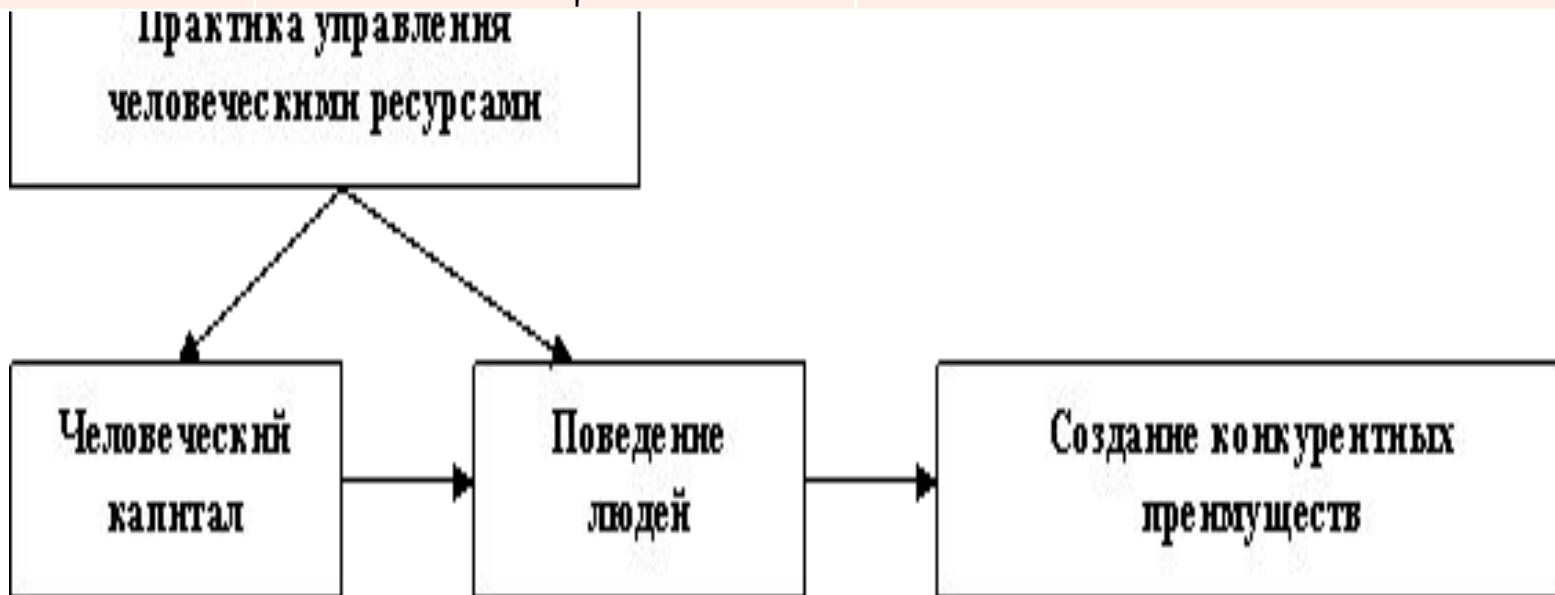 Практика управления
человеческими ресурсами
Человеческий
капитал
Поведение
людей
Создание конкурентных
преимуществ